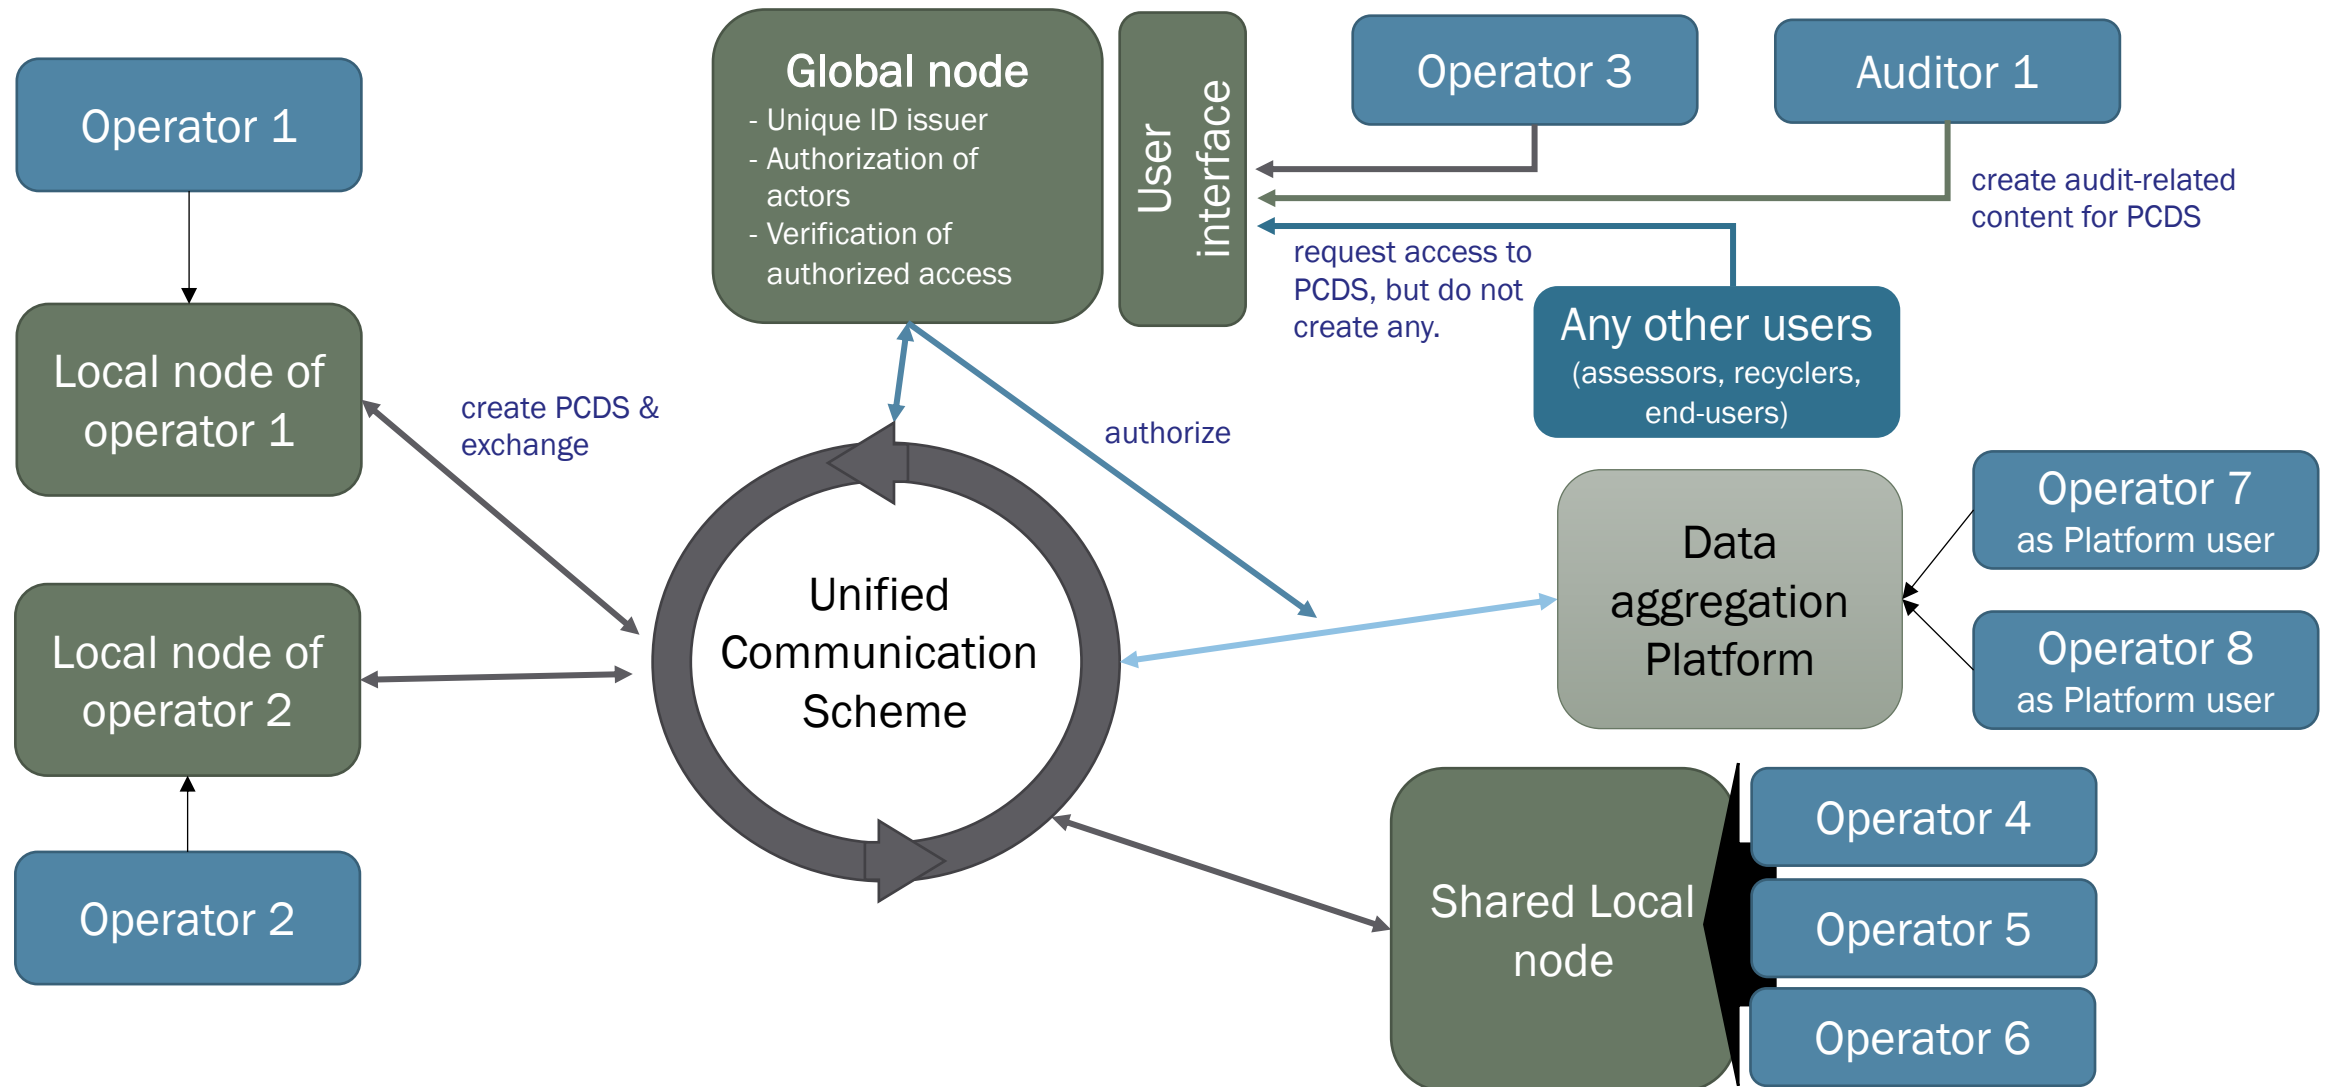 Operator 1
Global node
- Unique ID issuer
- Authorization of
actors
- Verification of
authorized access
User
interface
Operator 3
Auditor 1
create audit-related
content for PCDS
request access to
PCDS, but do not
create any.
Any other users
(assessors, recyclers,
end-users)
Local node of
operator 1
create PCDS &
exchange
authorize
Unified
Communication
Scheme
Data
aggregation
Platform
Operator 7
as Platform user
Operator 8
as Platform user
Local node of
operator 2
Operator 2
Shared Local
node
Operator 4
Operator 5
Operator 6